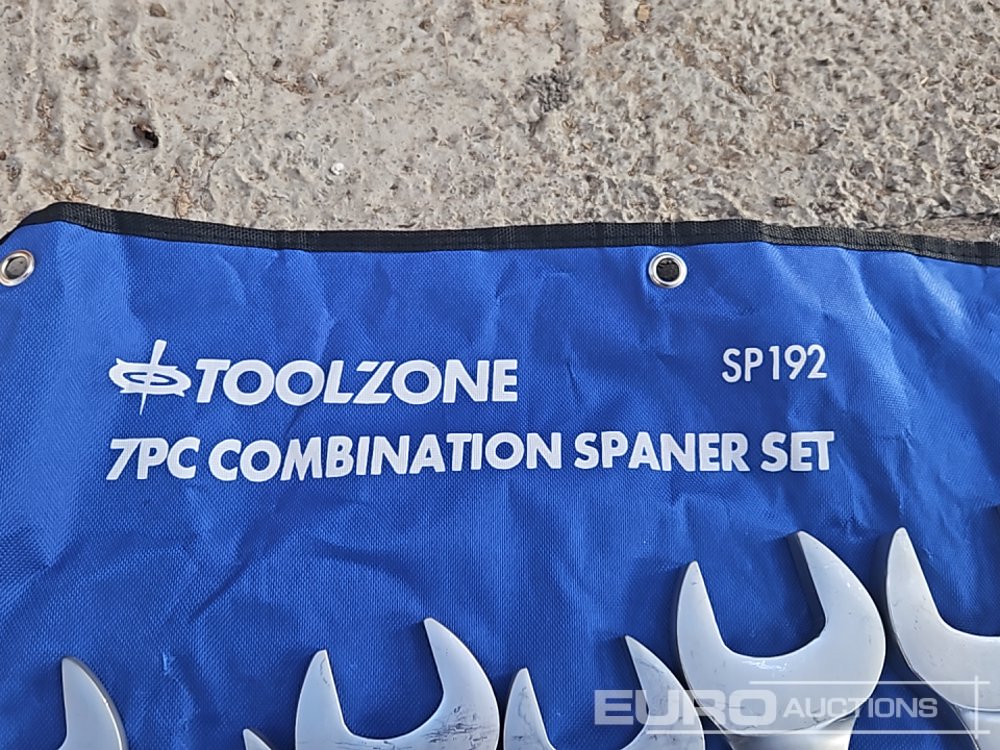 TOOLZONE SP192
7PC COMBINATION SPANER SET
EURO AUCTIONS